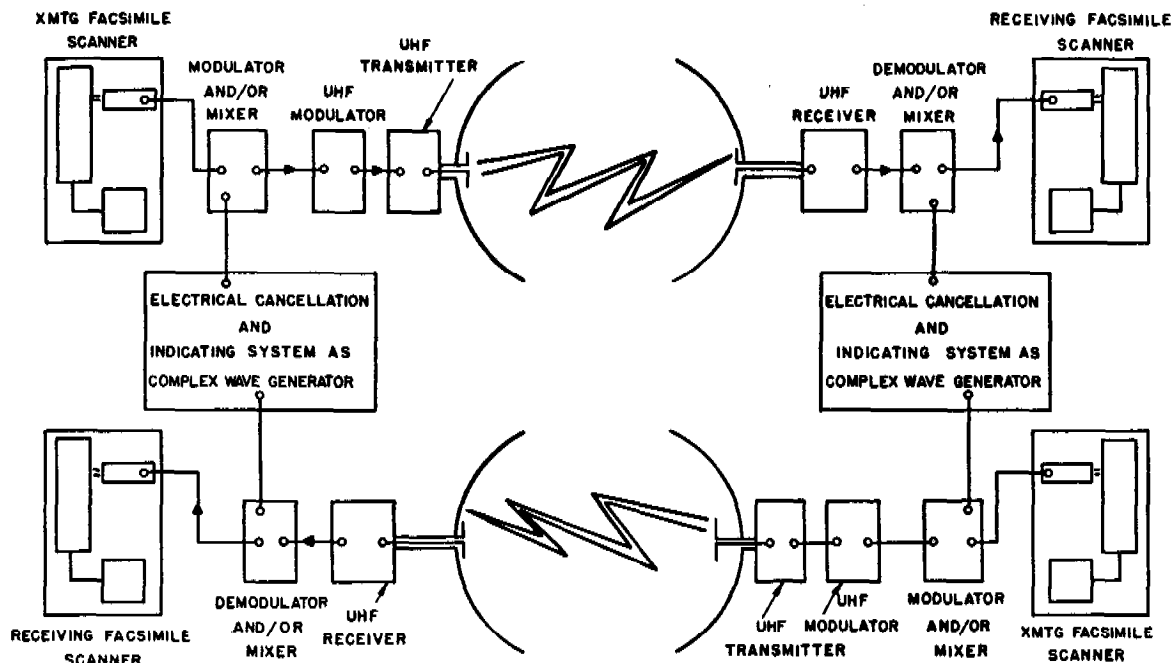 XMTG FACSIMILE
SCANNER
MODULATOR
AND/OR
MIXER
UHF
MODULATOR
UHF
TRANSMITTER
UHF
RECEIVER
DEMODULATOR
AND/OR
MIXER
RECEIVING FACSIMILE
SCANNER
ELECTRICAL CANCELLATION
AND
INDICATING SYSTEM AS
COMPLEX WAVE GENERATOR
ELECTRICAL CANCELLATION
AND
INDICATING SYSTEM AS
COMPLEX WAVE GENERATOR
RECEIVING FACSIMILE
SCANNER
DEMODULATOR
AND/OR
MIXER
UHF
RECEIVER
UHF
TRANSMITTER
UHF
MODULATOR
MODULATOR
AND/OR
MIXER
XMTG FACSIMILE
SCANNER